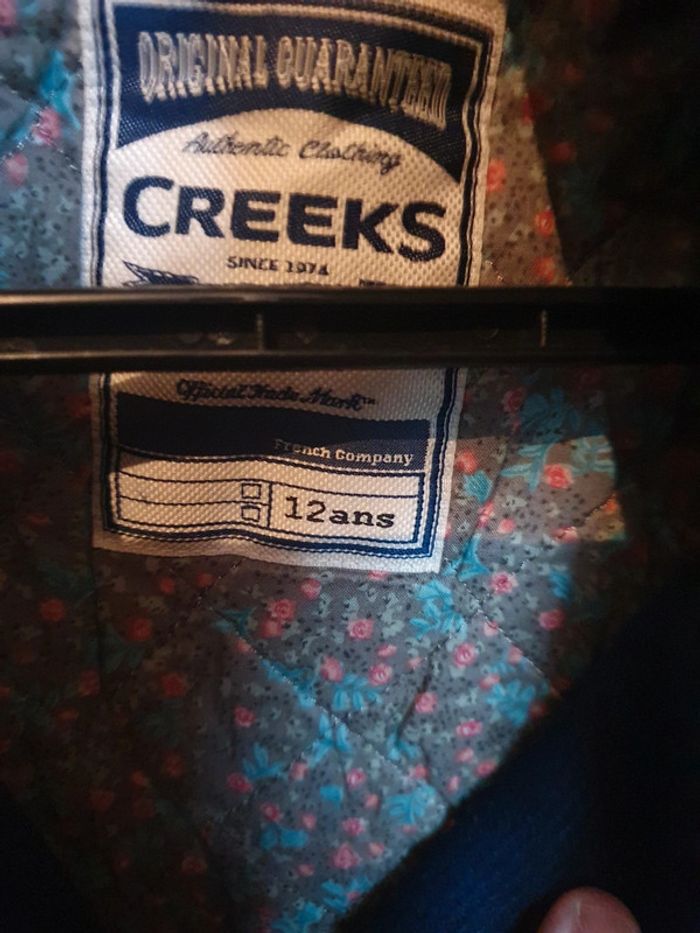 ORIGINAL GUARANTEED
Authentic Clothing
CREEKS
SINCE 1974
Official Trade Mark™
French Company
12ans